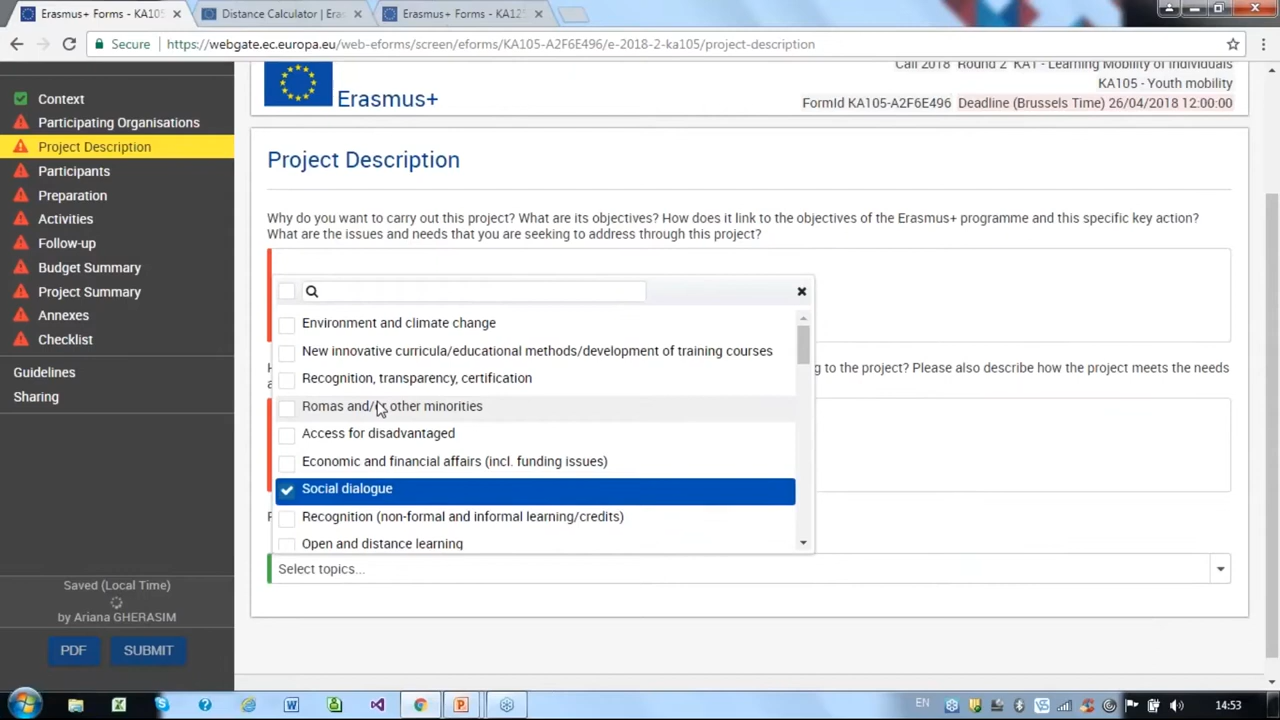 Erasmus+ Forms - KA105
Distance Calculator | Eras
Erasmus+ Forms - KA125
Secure
https://webgate.ec.europa.eu/web-eforms/screen/eforms/KA105-A2F6E496/e-2018-2-ka105/project-description
Context
Participating Organisations
Project Description
Participants
Preparation
Activities
Follow-up
Budget Summary
Project Summary
Annexes
Checklist
Guidelines
Sharing
Saved (Local Time)
by Ariana GHERASIM
PDF
SUBMIT
Erasmus+
Call 2018 Round 2 KA1 - Learning Mobility of Individuals
KA105 - Youth mobility
FormId KA105-A2F6E496 Deadline (Brussels Time) 26/04/2018 12:00:00
Project Description
Why do you want to carry out this project? What are its objectives? How does it link to the objectives of the Erasmus+ programme and this specific key action?
What are the issues and needs that you are seeking to address through this project?
Environment and climate change
New innovative curricula/educational methods/development of training courses
Recognition, transparency, certification
Romas and/or other minorities
Access for disadvantaged
Economic and financial affairs (incl. funding issues)
Social dialogue
Recognition (non-formal and informal learning/credits)
Open and distance learning
to the project? Please also describe how the project meets the needs
Select topics...
EN
14:53